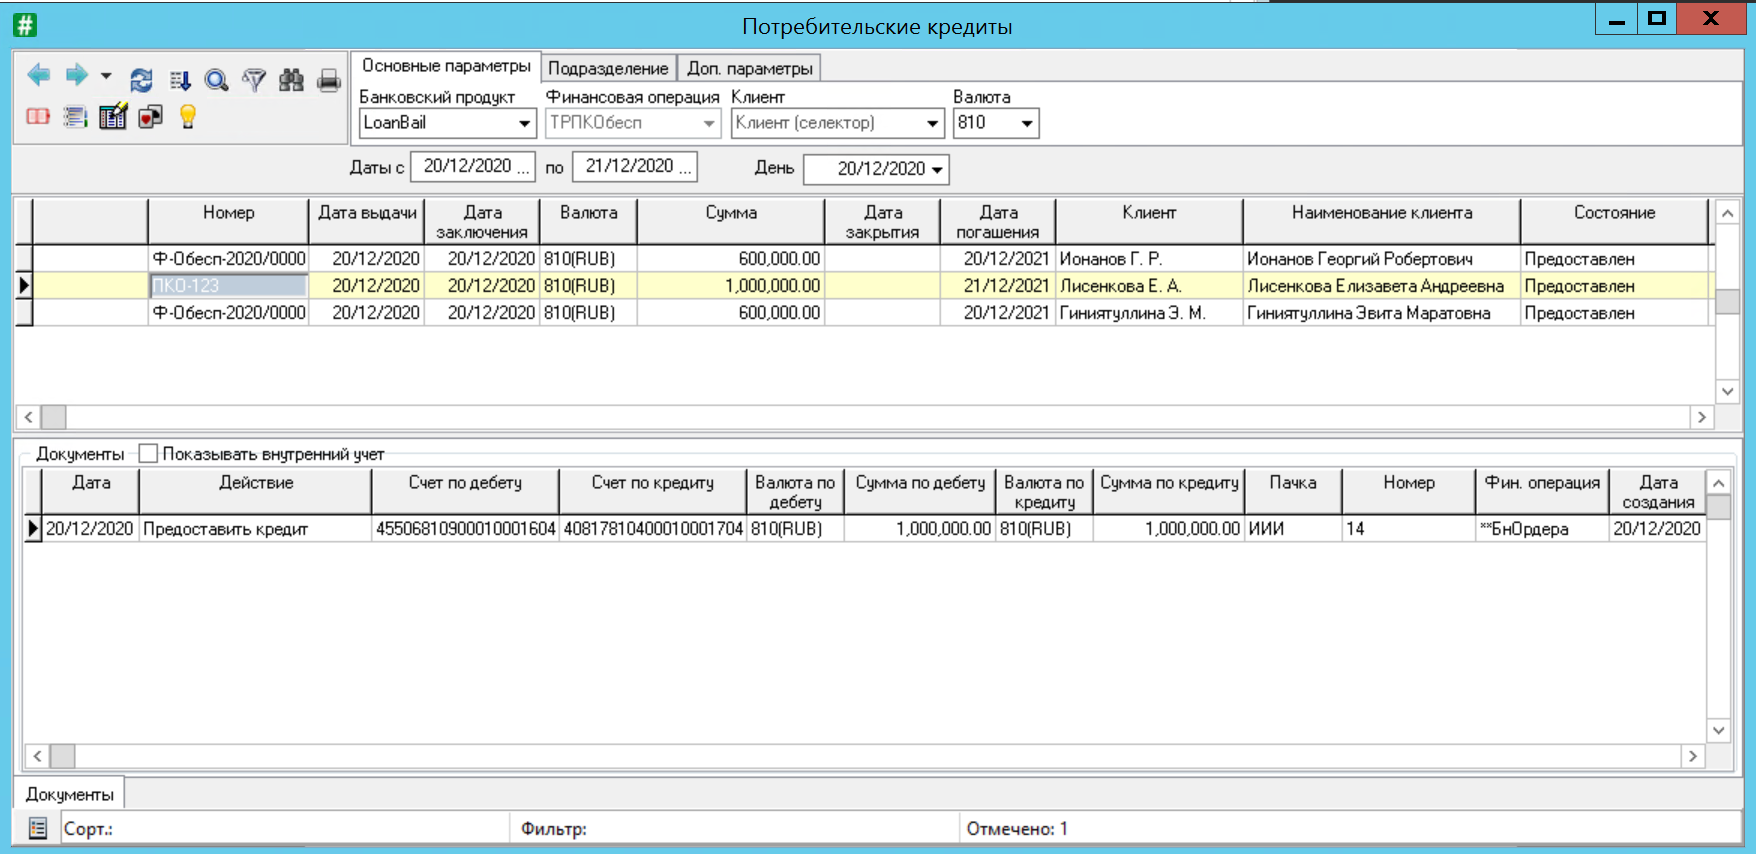 Потребительские кредиты
Основные параметры Подразделение Доп. параметры
Банковский продукт Финансовая операция Клиент Валюта
LoanBail ТРПКОбесп Клиент (селектор) 810
Даты с 20/12/2020 ... по 21/12/2020 ... День 20/12/2020
Номер Дата выдачи Дата заключения Валюта Сумма Дата закрытия Дата погашения Клиент Наименование клиента Состояние
Ф-Обесп-2020/0000 20/12/2020 20/12/2020 810(RUB) 600,000.00 20/12/2021 Ионанов Г. Р. Ионанов Георгий Робертович Предоставлен
ПКО-123 20/12/2020 20/12/2020 810(RUB) 1,000,000.00 21/12/2021 Лисенкова Е. А. Лисенкова Елизавета Андреевна Предоставлен
Ф-Обесп-2020/0000 20/12/2020 20/12/2020 810(RUB) 600,000.00 20/12/2021 Гиниятуллина Э. М. Гиниятуллина Эвита Маратовна Предоставлен
Документы Показывать внутренний учет
Дата Действие Счет по дебету Счет по кредиту Валюта по дебету Сумма по дебету Валюта по кредиту Сумма по кредиту Пачка Номер Фин. операция Дата создания
20/12/2020 Предоставить кредит 45506810900010001604 40817810400010001704 810(RUB) 1,000,000.00 810(RUB) 1,000,000.00 ИИИ 14 **БнОрдера 20/12/2020
Документы
Сорт.: Фильтр: Отмечено: 1